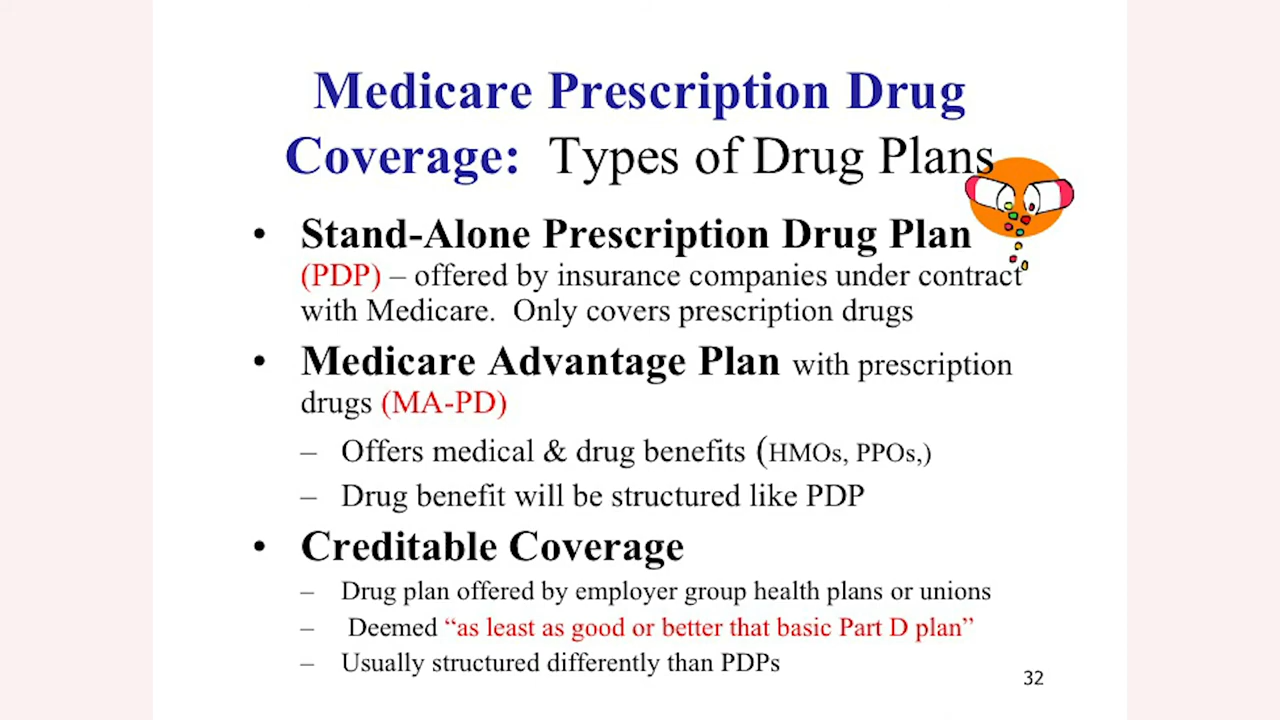 Medicare Prescription Drug
Coverage: Types of Drug Plans
• Stand-Alone Prescription Drug Plan
(PDP) – offered by insurance companies under contract
with Medicare. Only covers prescription drugs
• Medicare Advantage Plan with prescription
drugs (MA-PD)
– Offers medical & drug benefits (HMOs, PPOs,)
– Drug benefit will be structured like PDP
• Creditable Coverage
– Drug plan offered by employer group health plans or unions
– Deemed “as least as good or better that basic Part D plan”
– Usually structured differently than PDPs
32